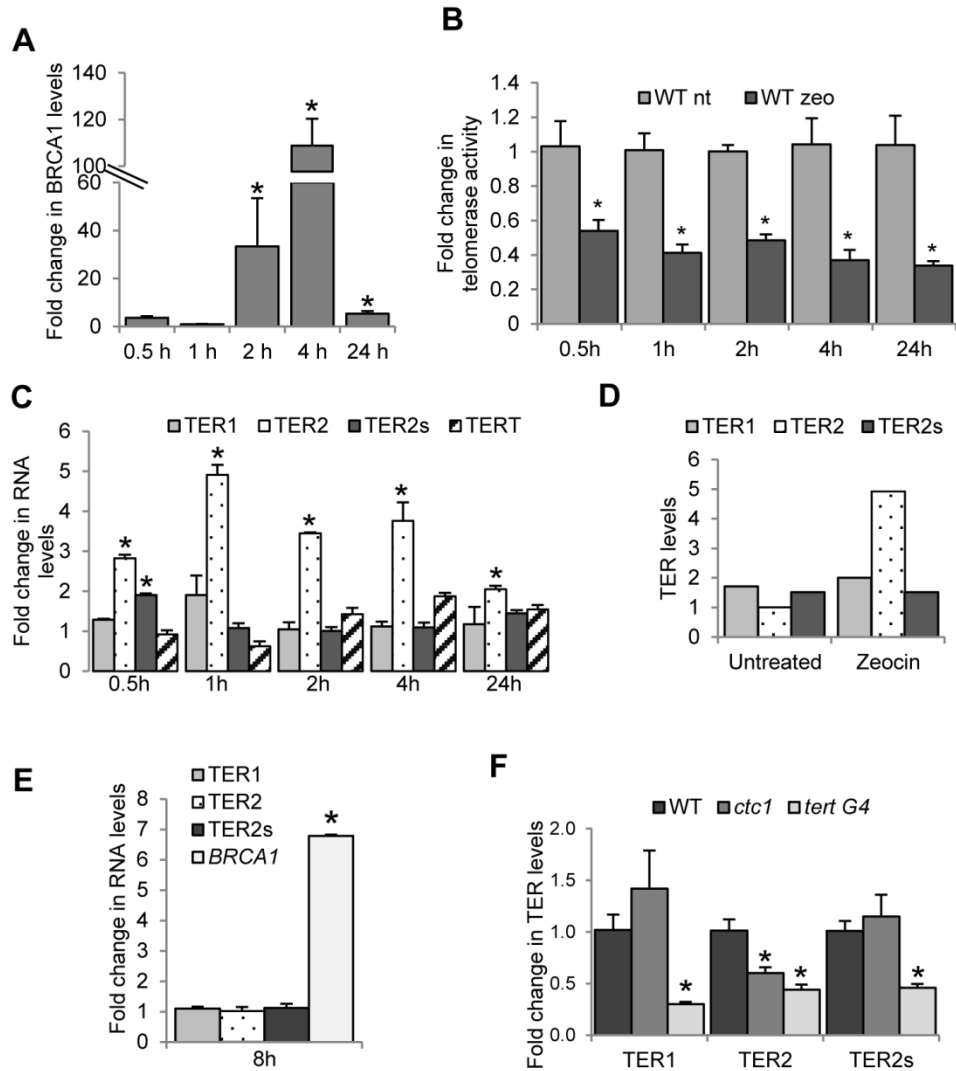 A
Fold change in BRCA1 levels
140
120
100
60
40
20
0
*
*
*
0.5 h 1 h 2 h 4 h 24 h
B
Fold change in
telomerase activity
1.4
1.2
1
0.8
0.6
0.4
0.2
0
WT nt WT zeo
*
*
*
*
*
0.5h 1h 2h 4h 24h
C
TER1 TER2 TER2s TERT
Fold change in RNA
levels
6
5
4
3
2
1
0
*
*
*
*
*
*
0.5h 1h 2h 4h 24h
D
TER1 TER2 TER2s
TER levels
6
5
4
3
2
1
0
Untreated Zeocin
E
TER1
TER2
TER2s
BRCA1
Fold change in RNA levels
8
7
6
5
4
3
2
1
0
*
8h
F
WT ctc1 tert G4
Fold change in TER levels
2.0
1.5
1.0
0.5
0.0
*
*
*
*
TER1 TER2 TER2s